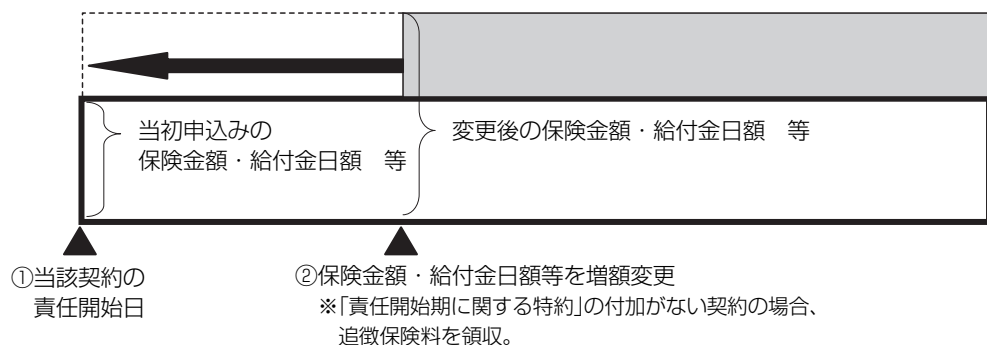 当初申込みの
保険金額・給付金日額　等
変更後の保険金額・給付金日額　等
①当該契約の
責任開始日
②保険金額・給付金日額等を増額変更
※「責任開始期に関する特約」の付加がない契約の場合、
追徴保険料を領収。